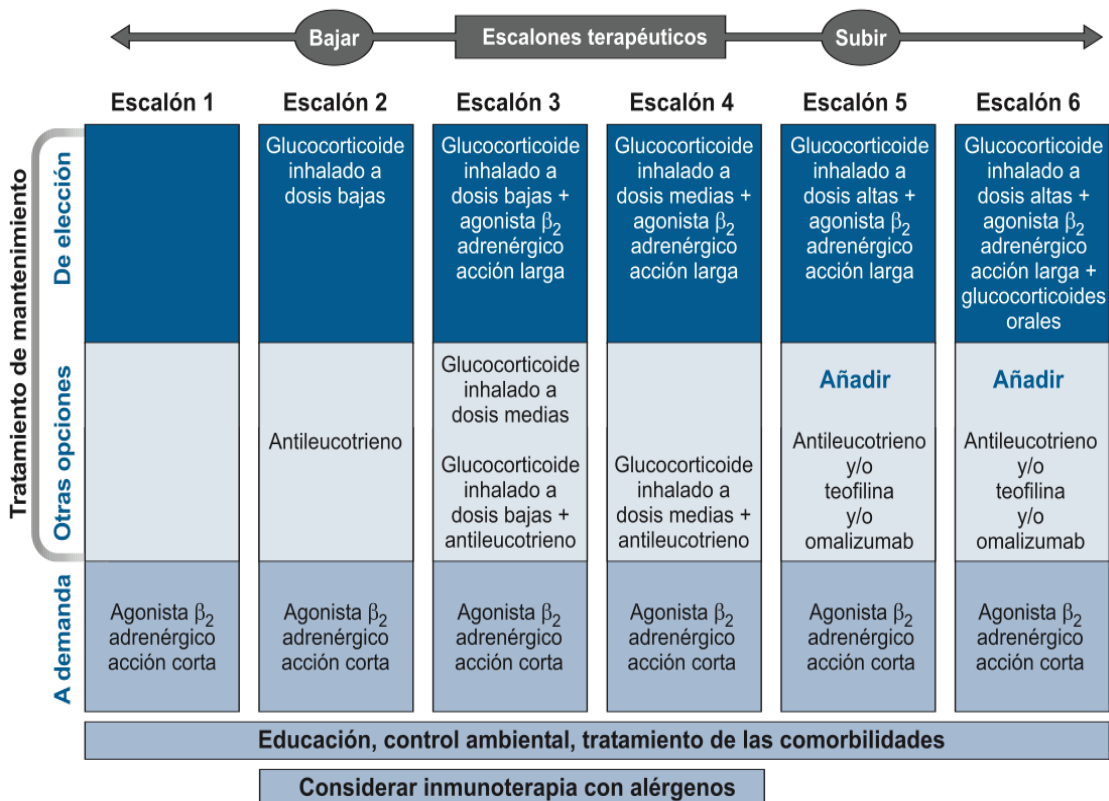 Bajar
Escalones terapéuticos
Subir
Escalón 1
Escalón 2
Escalón 3
Escalón 4
Escalón 5
Escalón 6
Tratamiento de mantenimiento
De elección
Glucocorticoide
inhalado a
dosis bajas
Glucocorticoide
inhalado a
dosis bajas +
agonista β2
adrenérgico
acción larga
Glucocorticoide
inhalado a
dosis medias +
agonista β2
adrenérgico
acción larga
Glucocorticoide
inhalado a
dosis altas +
agonista β2
adrenérgico
acción larga
Glucocorticoide
inhalado a
dosis altas +
agonista β2
adrenérgico
acción larga +
glucocorticoides
orales
Otras opciones
Antileucotrieno
Glucocorticoide
inhalado a
dosis medias
Glucocorticoide
inhalado a
dosis bajas +
antileucotrieno
Glucocorticoide
inhalado a
dosis medias +
antileucotrieno
Añadir
Antileucotrieno
y/o
teofilina
y/o
omalizumab
Añadir
Antileucotrieno
y/o
teofilina
y/o
omalizumab
A demanda
Agonista β2
adrenérgico
acción corta
Agonista β2
adrenérgico
acción corta
Agonista β2
adrenérgico
acción corta
Agonista β2
adrenérgico
acción corta
Agonista β2
adrenérgico
acción corta
Agonista β2
adrenérgico
acción corta
Educación, control ambiental, tratamiento de las comorbilidades
Considerar inmunoterapia con alérgenos